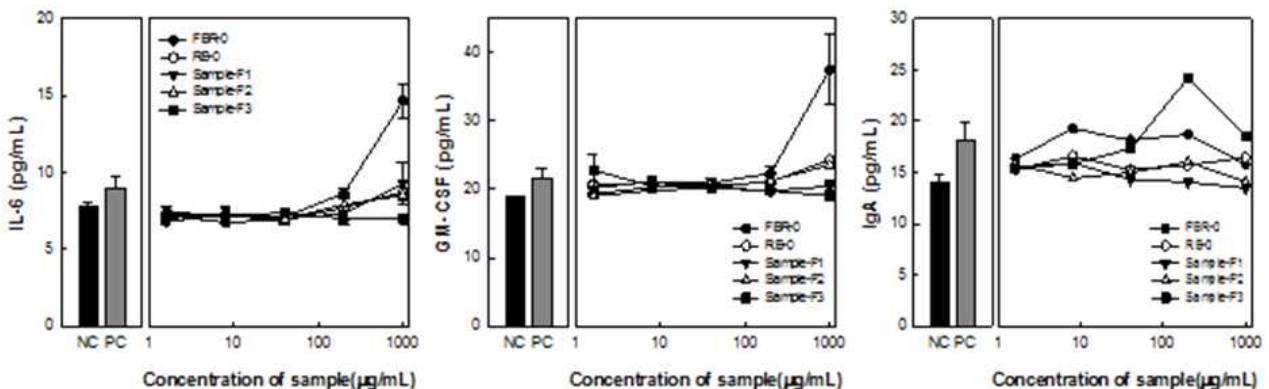 IL-6 (pg/mL)
20
15
10
5
0
NC PC
FBR-0
RB-0
Sample-F1
Sample-F2
Sample-F3
1 10 100 1000
Concentration of sample(µg/mL)
GM-CSF (pg/mL)
40
30
20
10
0
NC PC
FBR-0
RB-0
Sample-F1
Sample-F2
Sample-F3
1 10 100 1000
Concentration of sample(µg/mL)
IgA (pg/mL)
30
25
20
15
10
5
0
NC PC
FBR-0
RB-0
Sample-F1
Sample-F2
Sample-F3
1 10 100 1000
Concentration of sample(µg/mL)